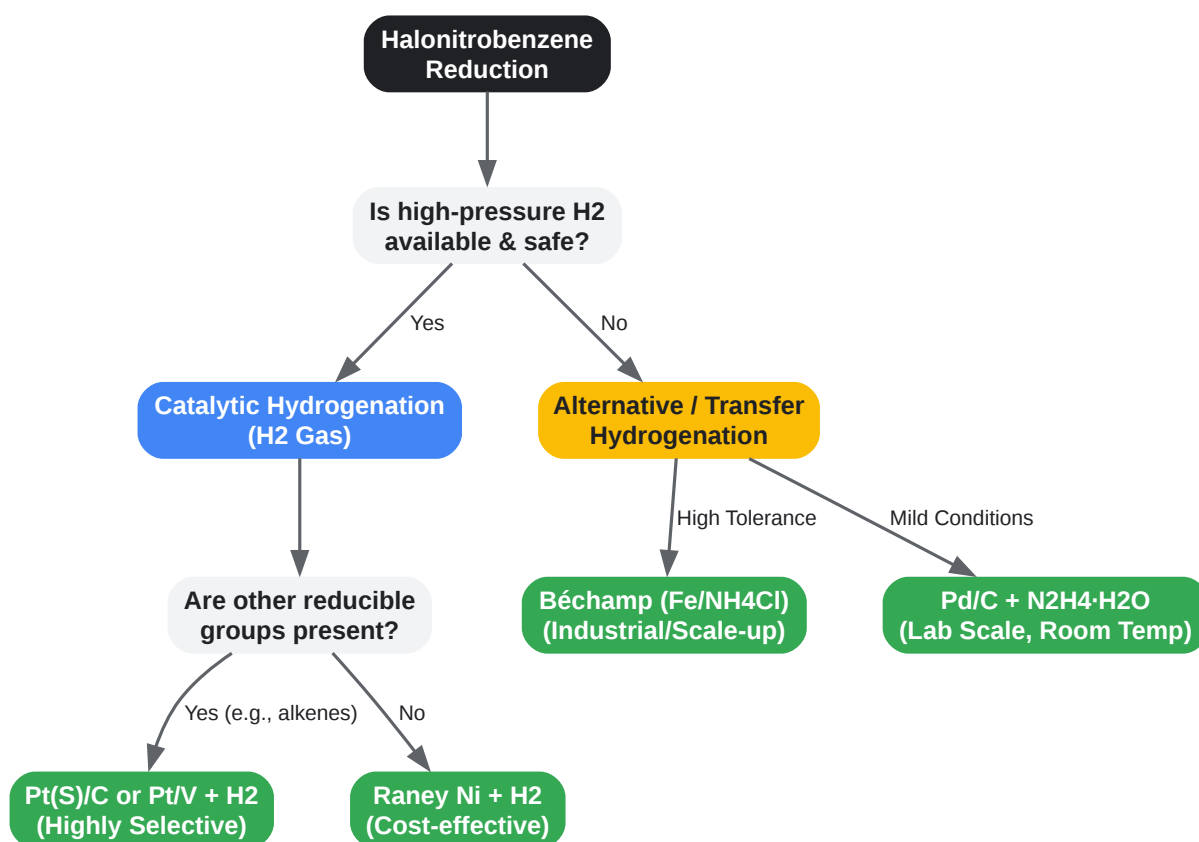 Halonitrobenzene
Reduction
Is high-pressure H2
available & safe?
Yes
No
Catalytic Hydrogenation
(H2 Gas)
Alternative / Transfer
Hydrogenation
High Tolerance
Mild Conditions
Are other reducible
groups present?
Béchamp (Fe/NH4Cl)
(Industrial/Scale-up)
Pd/C + N2H4·H2O
(Lab Scale, Room Temp)
Yes (e.g., alkenes)
No
Pt(S)/C or Pt/V + H2
(Highly Selective)
Raney Ni + H2
(Cost-effective)